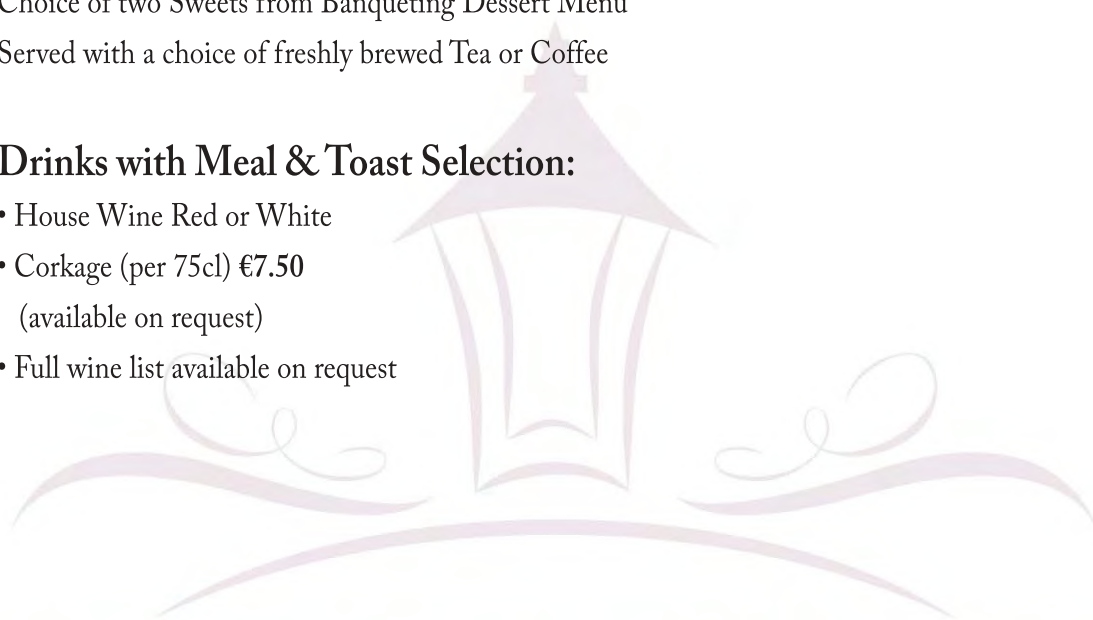 Choice of two Sweets from Banqueting Dessert Menu
Served with a choice of freshly brewed Tea or Coffee
Drinks with Meal & Toast Selection:
• House Wine Red or White
• Corkage (per 75cl) €7.50
(available on request)
• Full wine list available on request